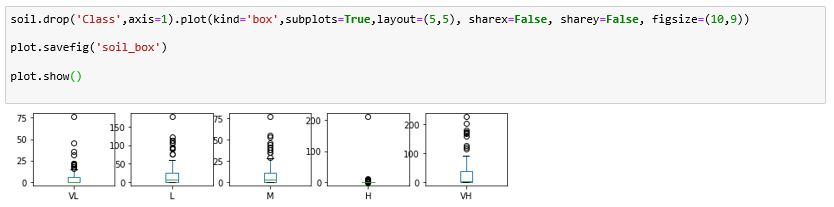 soil.drop('Class',axis=1).plot(kind='box',subplots=True,layout=(5,5), sharex=False, sharey=False, figsize=(10,9))
plot.savefig('soil_box')
plot.show()
75
50
25
0
VL
150
100
50
0
L
75
50
25
0
M
200
100
0
H
200
100
0
VH